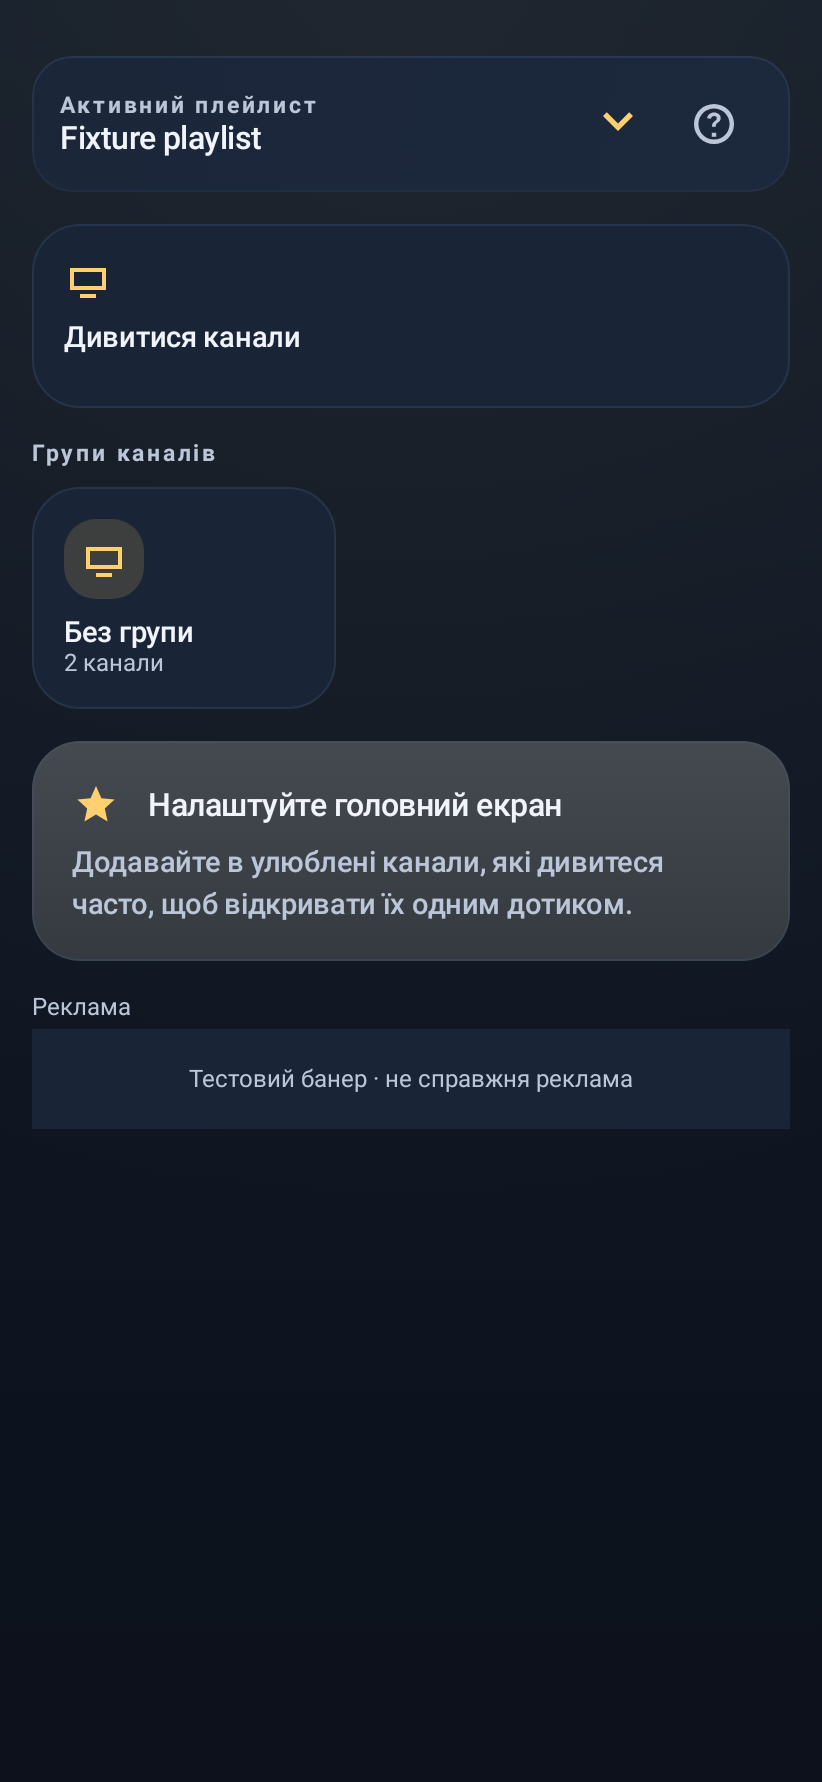 Активний плейлист
Fixture playlist
Дивитися канали
Групи каналів
Без групи
2 канали
Налаштуйте головний екран
Додавайте в улюблені канали, які дивитеся
часто, щоб відкривати їх одним дотиком.
Реклама
Тестовий банер · не справжня реклама